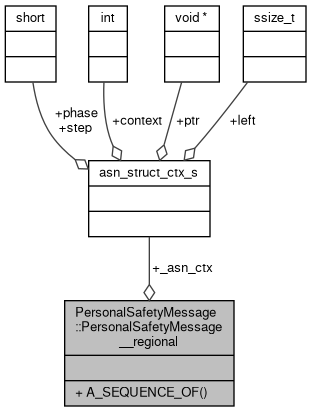 short
int
void *
ssize_t
+phase
+step
+context
+ptr
+left
asn_struct_ctx_s
+_asn_ctx
PersonalSafetyMessage
::PersonalSafetyMessage
__regional
+ A_SEQUENCE_OF()